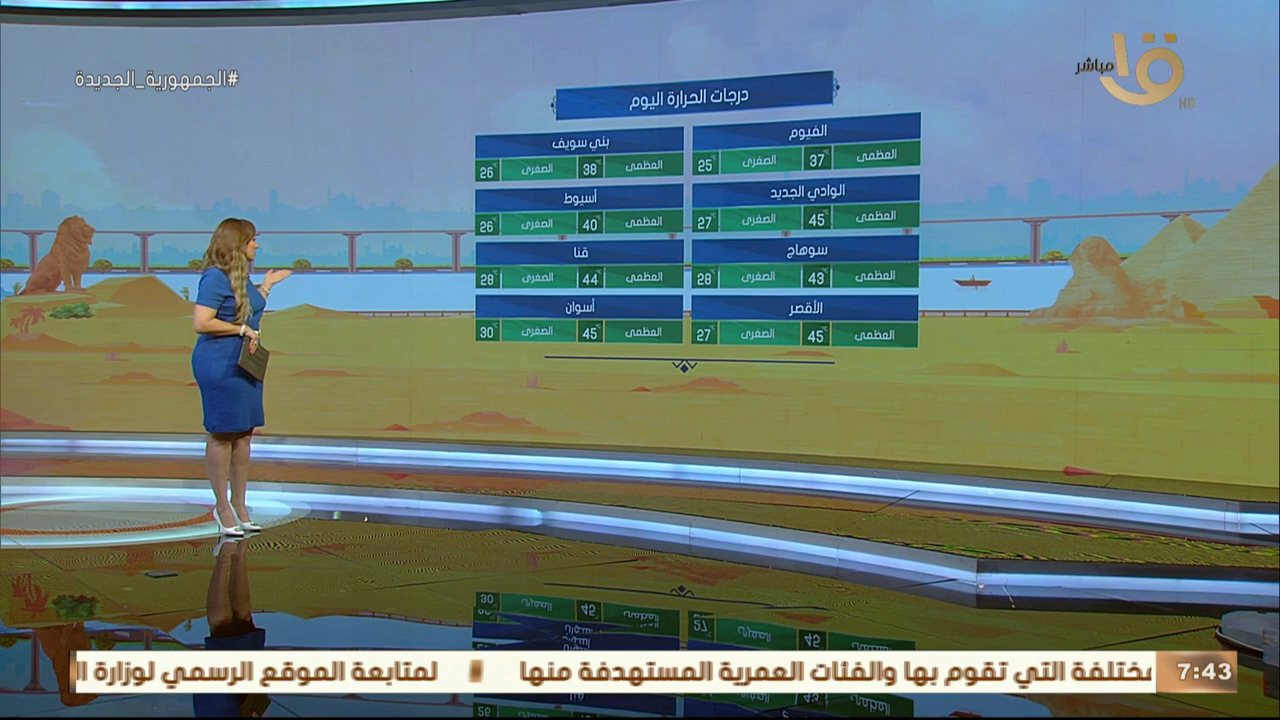 #الجمهورية_الجديدة
مباشر
HD
درجات الحرارة اليوم
الفيوم
العظمى 37 الصغرى 25
بني سويف
العظمى 38 الصغرى 26
الوادي الجديد
العظمى 45 الصغرى 27
أسيوط
العظمى 40 الصغرى 26
سوهاج
العظمى 43 الصغرى 28
قنا
العظمى 44 الصغرى 28
الأقصر
العظمى 45 الصغرى 27
أسوان
العظمى 45 الصغرى 30
7:43
التي تقوم بها والفئات العمرية المستهدفة منها لمتابعة الموقع الرسمي لوزارة